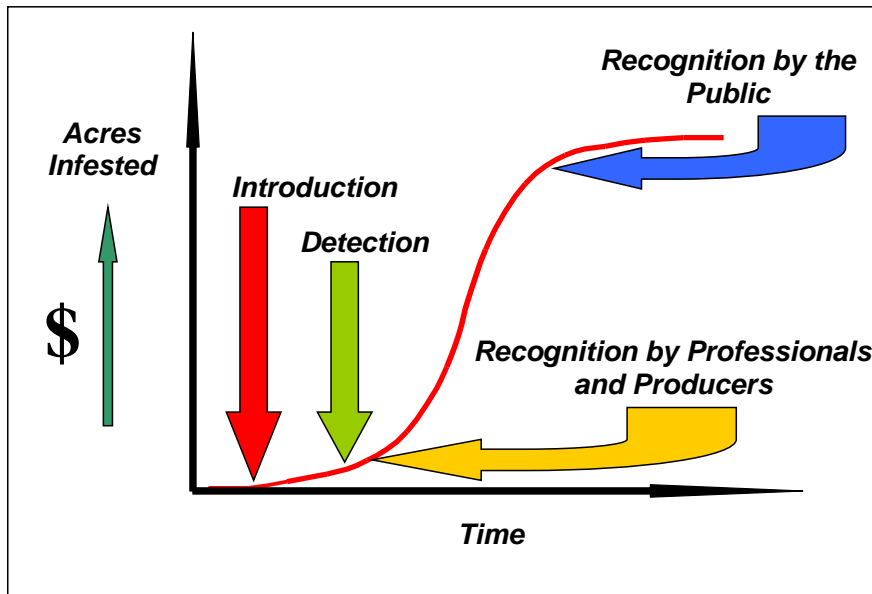 Recognition by the
Public
Acres
Infested
Introduction
Detection
$
Recognition by Professionals
and Producers
Time